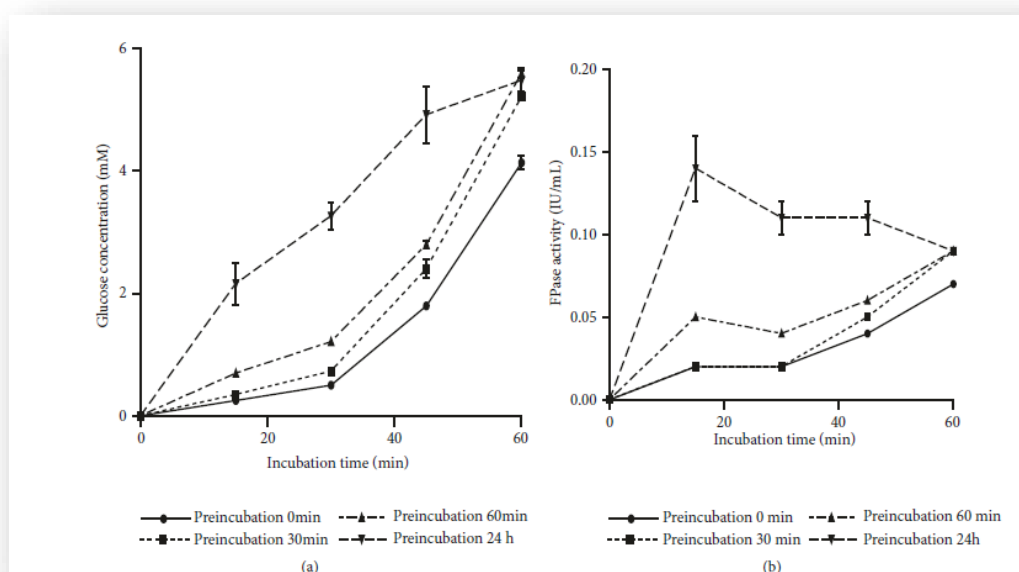 6
4
2
0
0
20
40
60
Glucose concentration (mM)
Incubation time (min)
Preincubation 0min
Preincubation 60min
Preincubation 30min
Preincubation 24 h
(a)
0.20
0.15
0.10
0.05
0.00
0
20
40
60
FPase activity (IU/mL)
Incubation time (min)
Preincubation 0 min
Preincubation 60 min
Preincubation 30 min
Preincubation 24h
(b)